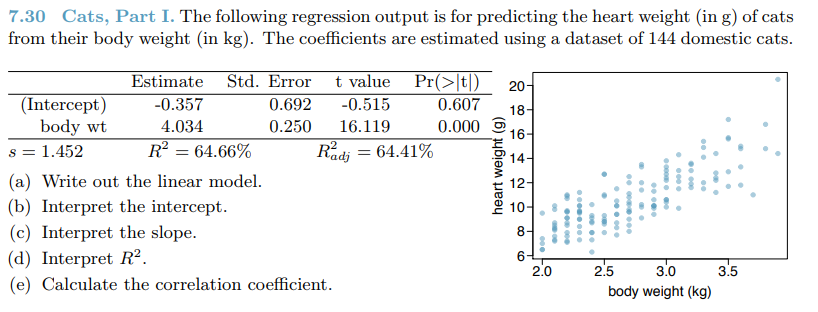 7.30 Cats, Part I. The following regression output is for predicting the heart weight (in g) of cats
from their body weight (in kg). The coefficients are estimated using a dataset of 144 domestic cats.
Estimate Std. Error t value Pr(>|t|)
(Intercept) -0.357 0.692 -0.515 0.607
body wt 4.034 0.250 16.119 0.000
s = 1.452 R² = 64.66% R²adj = 64.41%
(a) Write out the linear model.
(b) Interpret the intercept.
(c) Interpret the slope.
(d) Interpret R².
(e) Calculate the correlation coefficient.
heart weight (g)
20
18
16
14
12
10
8
6
2.0 2.5 3.0 3.5
body weight (kg)